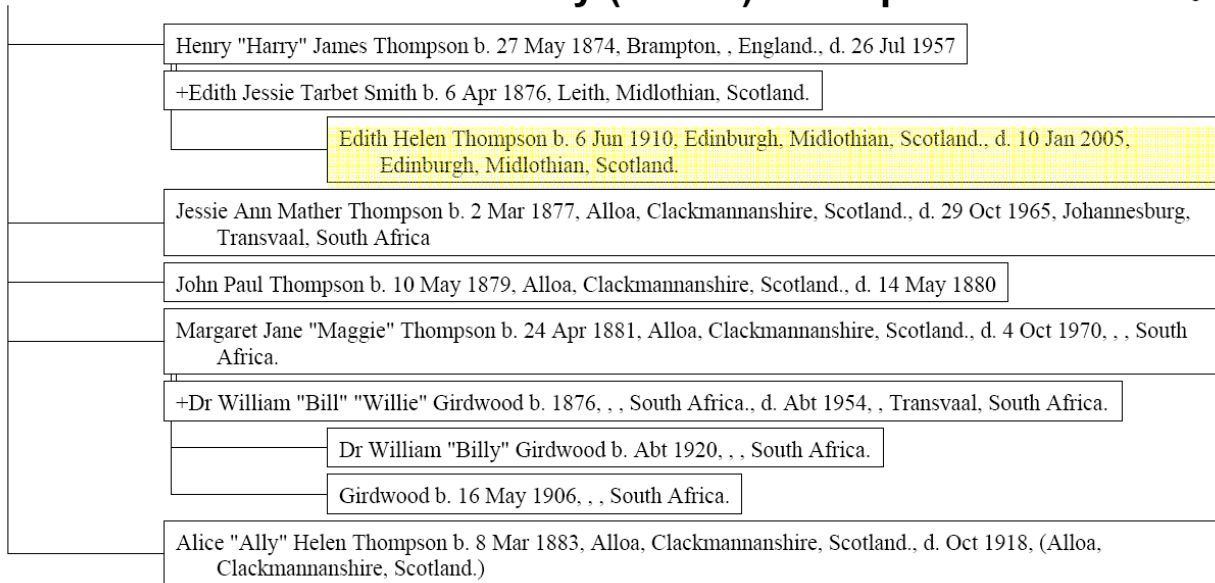 Henry "Harry" James Thompson b. 27 May 1874, Brampton, , England., d. 26 Jul 1957
+Edith Jessie Tarbet Smith b. 6 Apr 1876, Leith, Midlothian, Scotland.
Edith Helen Thompson b. 6 Jun 1910, Edinburgh, Midlothian, Scotland., d. 10 Jan 2005,
Edinburgh, Midlothian, Scotland.
Jessie Ann Mather Thompson b. 2 Mar 1877, Alloa, Clackmannanshire, Scotland., d. 29 Oct 1965, Johannesburg,
Transvaal, South Africa
John Paul Thompson b. 10 May 1879, Alloa, Clackmannanshire, Scotland., d. 14 May 1880
Margaret Jane "Maggie" Thompson b. 24 Apr 1881, Alloa, Clackmannanshire, Scotland., d. 4 Oct 1970, , , South
Africa.
+Dr William "Bill" "Willie" Girdwood b. 1876, , , South Africa., d. Abt 1954, , Transvaal, South Africa.
Dr William "Billy" Girdwood b. Abt 1920, , , South Africa.
Girdwood b. 16 May 1906, , , South Africa.
Alice "Ally" Helen Thompson b. 8 Mar 1883, Alloa, Clackmannanshire, Scotland., d. Oct 1918, (Alloa,
Clackmannanshire, Scotland.)